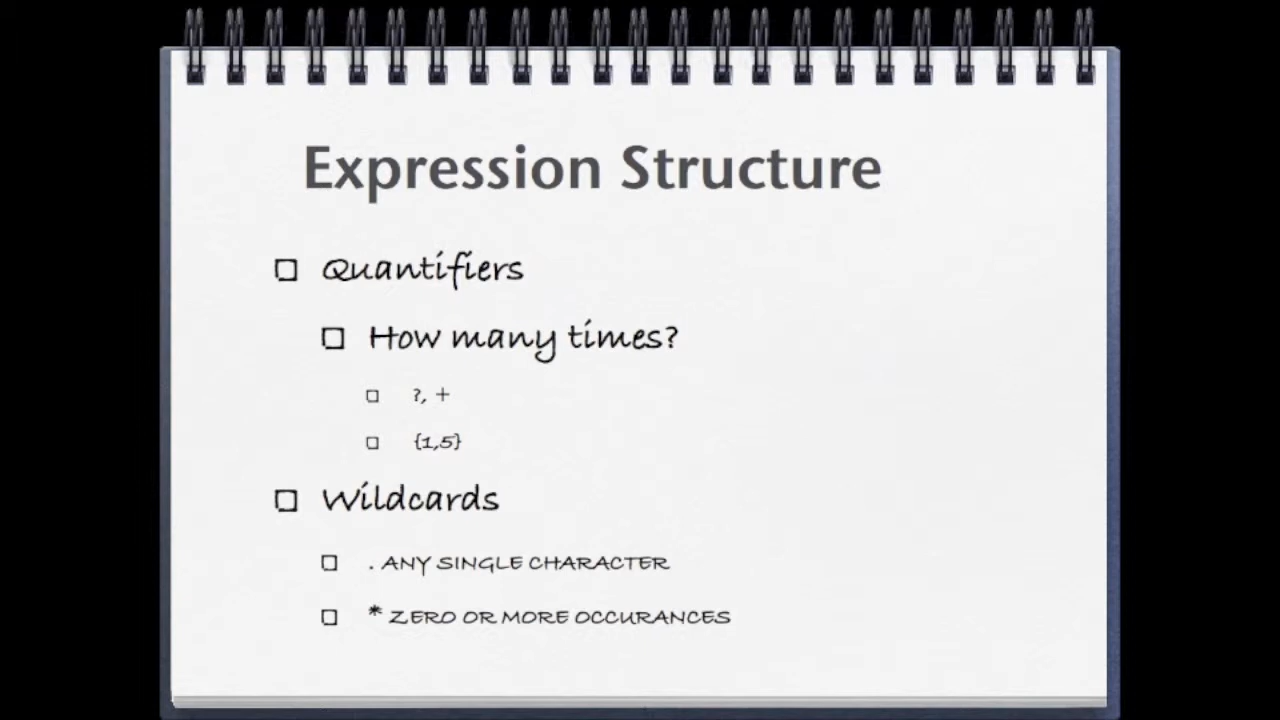 Expression Structure
Quantifiers
How many times?
?, +
{1,5}
Wildcards
. ANY SINGLE CHARACTER
* ZERO OR MORE OCCURANCES